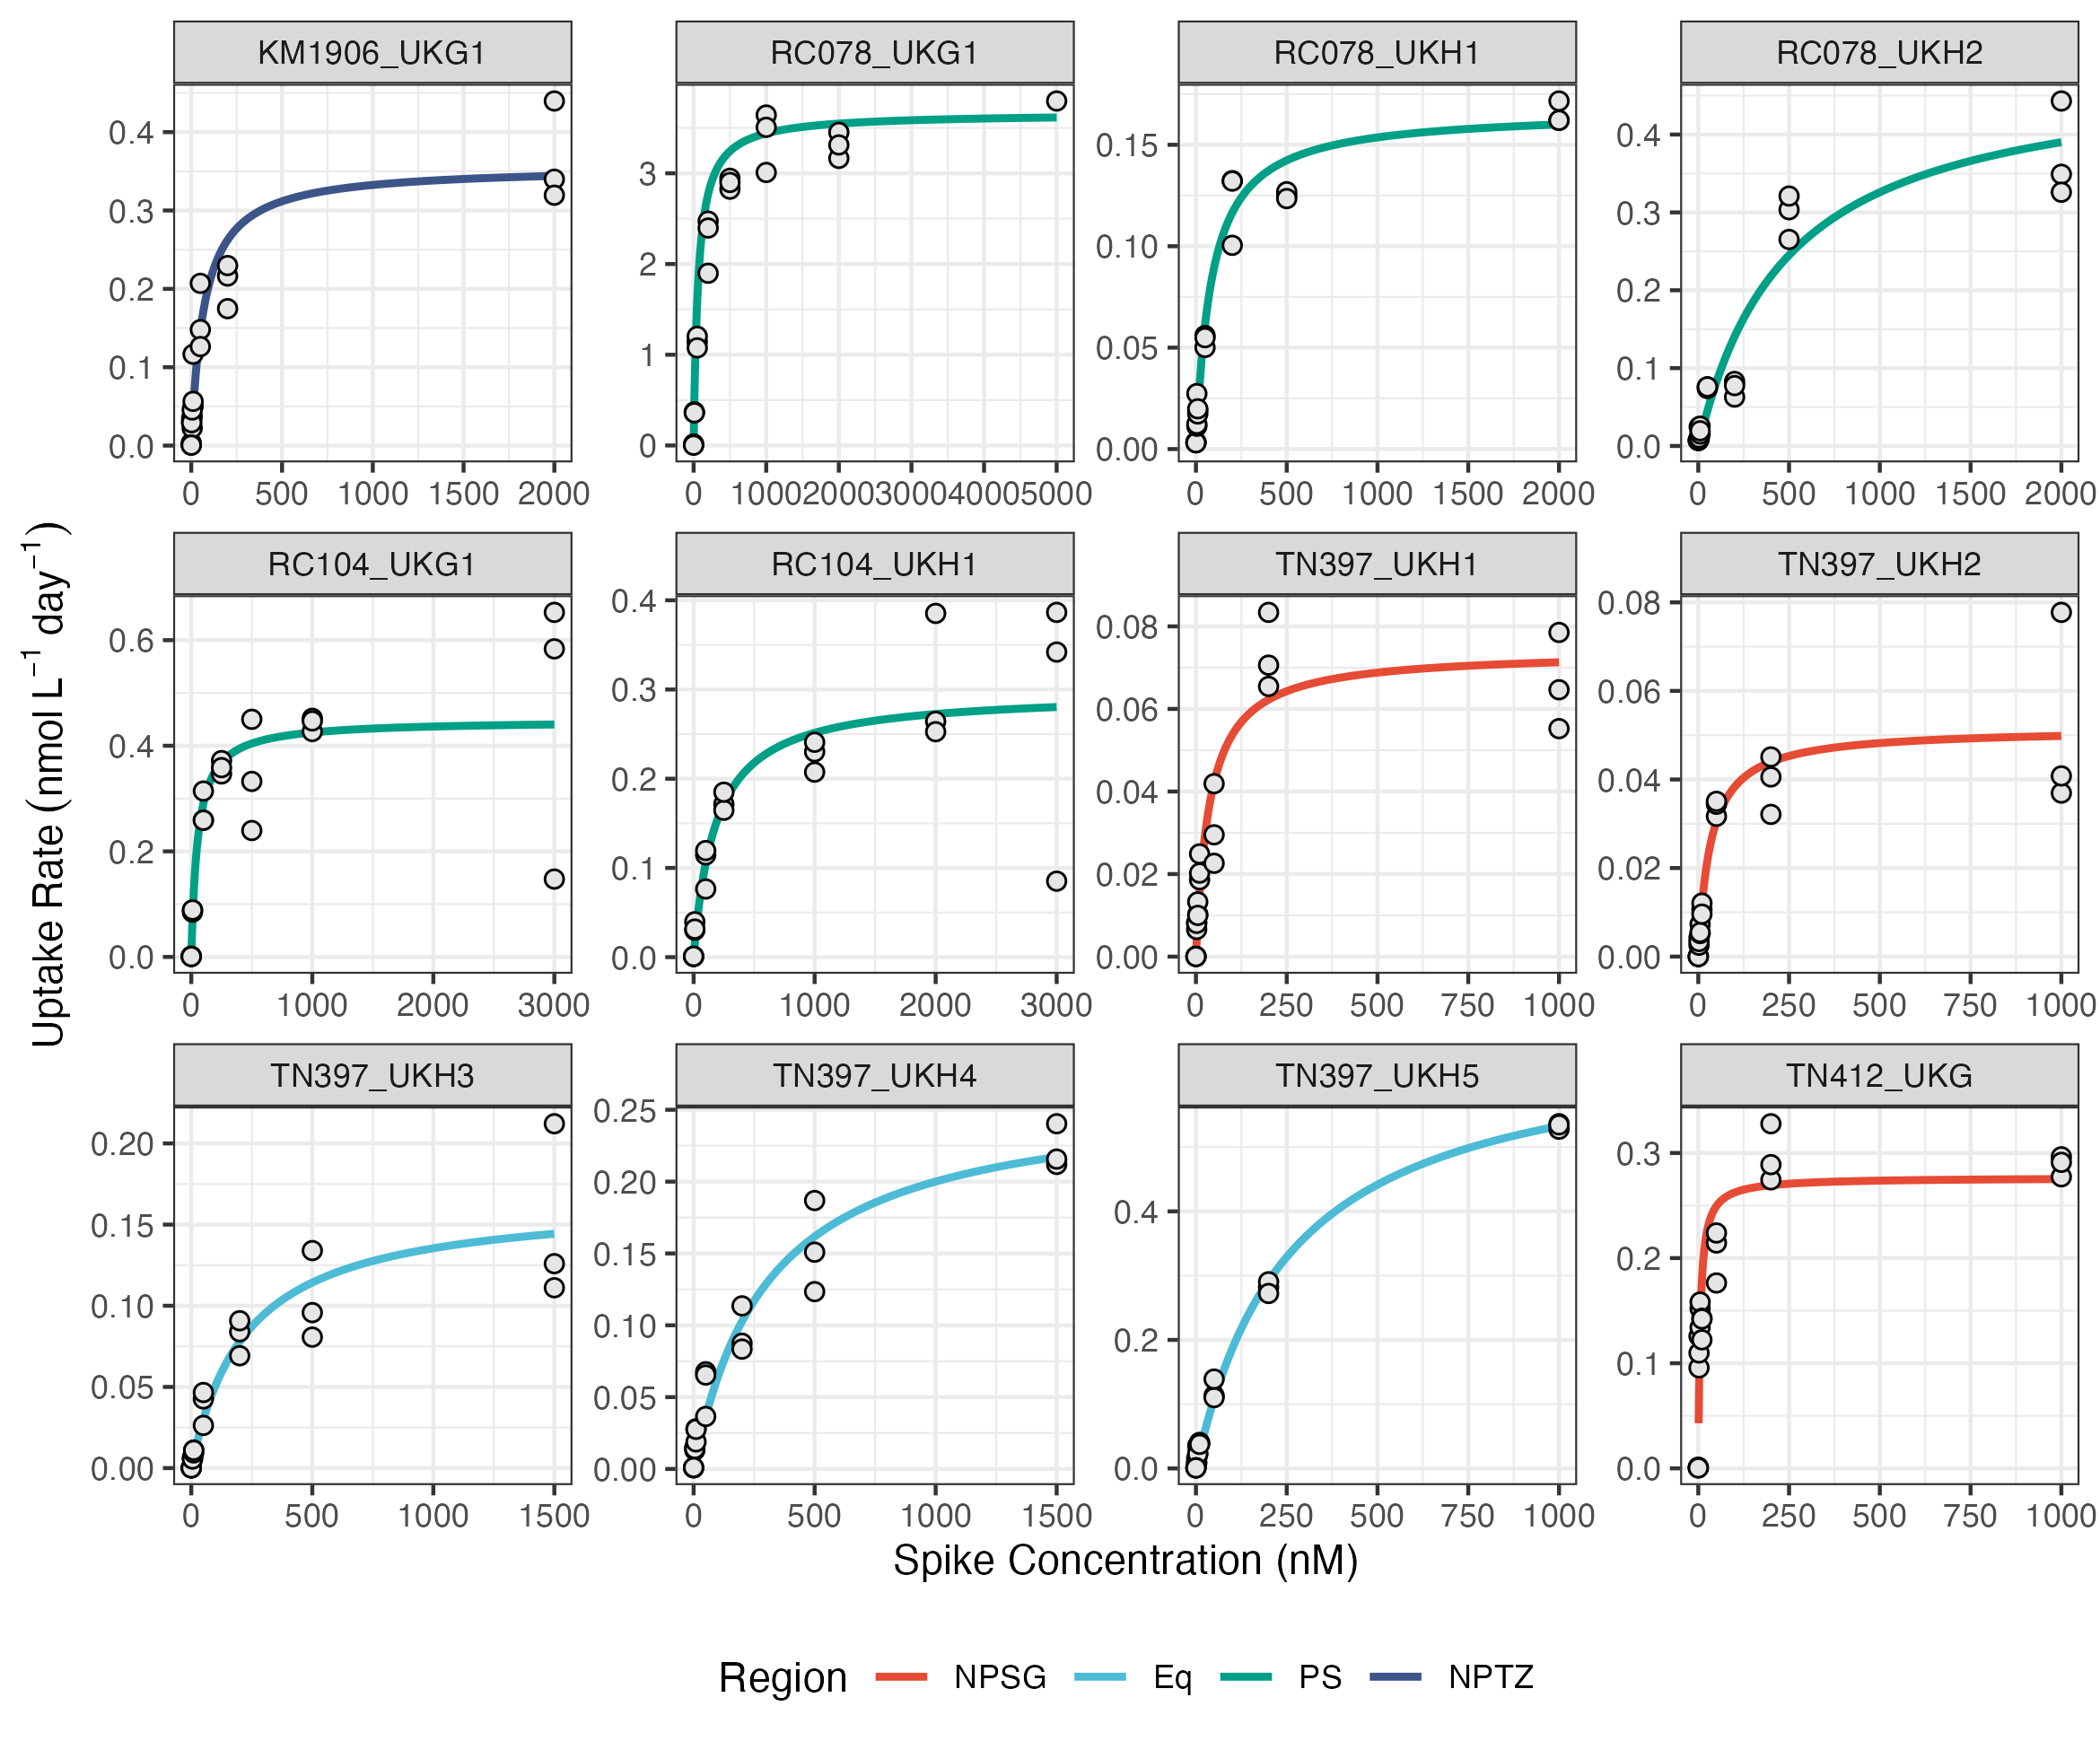 KM1906_UKG1 RC078_UKG1 RC078_UKH1 RC078_UKH2
0.4 0.3 0.2 0.1 0.0
3 2 1 0
0.15 0.10 0.05 0.00
0.4 0.3 0.2 0.1 0.0
0 500 1000 1500 2000
0 1000 2000 3000 4000 5000
0 500 1000 1500 2000
0 500 1000 1500 2000
RC104_UKG1 RC104_UKH1 TN397_UKH1 TN397_UKH2
0.6 0.4 0.2 0.0
0.4 0.3 0.2 0.1 0.0
0.08 0.06 0.04 0.02 0.00
0.08 0.06 0.04 0.02 0.00
0 1000 2000 3000
0 1000 2000 3000
0 250 500 750 1000
0 250 500 750 1000
TN397_UKH3 TN397_UKH4 TN397_UKH5 TN412_UKG
0.20 0.15 0.10 0.05 0.00
0.25 0.20 0.15 0.10 0.05 0.00
0.4 0.2 0.0
0.3 0.2 0.1 0.0
0 500 1000 1500
0 500 1000 1500
0 250 500 750 1000
0 250 500 750 1000
Uptake Rate (nmol L⁻¹ day⁻¹)
Spike Concentration (nM)
Region NPSG Eq PS NPTZ